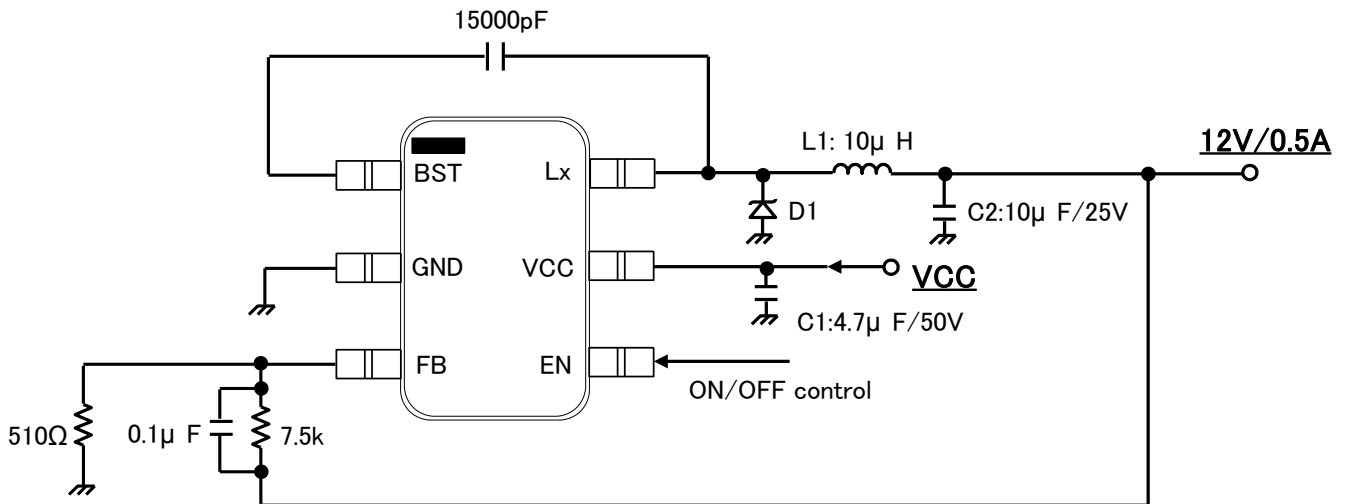 15000pF
L1: 10μ H
12V/0.5A
BST
Lx
D1
C2:10μ F/25V
GND
VCC
VCC
C1:4.7μ F/50V
FB
EN
ON/OFF control
510Ω
0.1μ F
7.5k